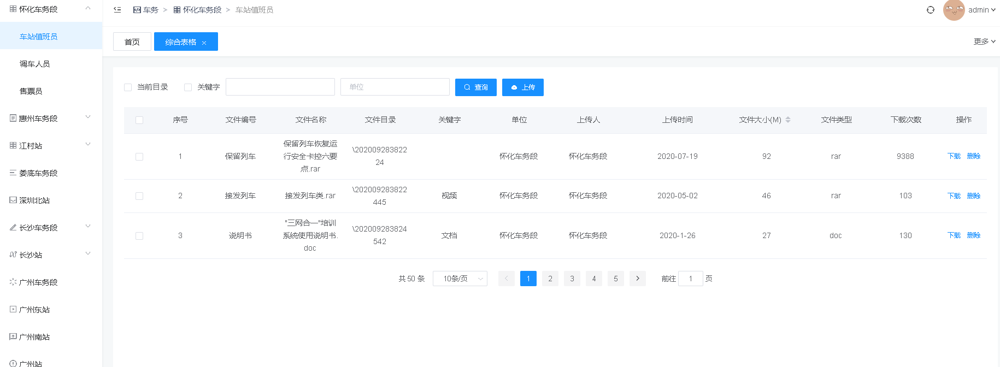 怀化车务段
车务 > 怀化车务段 > 车站值班员
admin
车站值班员
首页
综合表格 ×
更多
调车人员
售票员
惠州车务段
江村站
娄底车务段
深圳北站
长沙车务段
长沙站
广州车务段
广州东站
广州南站
广州站
当前目录
关键字
单位
查询
上传
序号 文件编号 文件名称 文件目录 关键字 单位 上传人 上传时间 文件大小(M) 文件类型 下载次数 操作
保留列车恢复运
行安全卡控六要
点.rar
\202009283822
24
1 保留列车 怀化车务段 怀化车务段 2020-07-19 92 rar 9388 下载 删除
\202009283822
445
2 接发列车 接发列车类.rar 视频 怀化车务段 怀化车务段 2020-05-02 46 rar 103 下载 删除
"三网合一"培训
系统使用说明书.
doc
\202009283824
542
3 说明书 文档 怀化车务段 怀化车务段 2020-1-26 27 doc 130 下载 删除
共 50 条 10条/页 < 1 2 3 4 5 > 前往 1 页